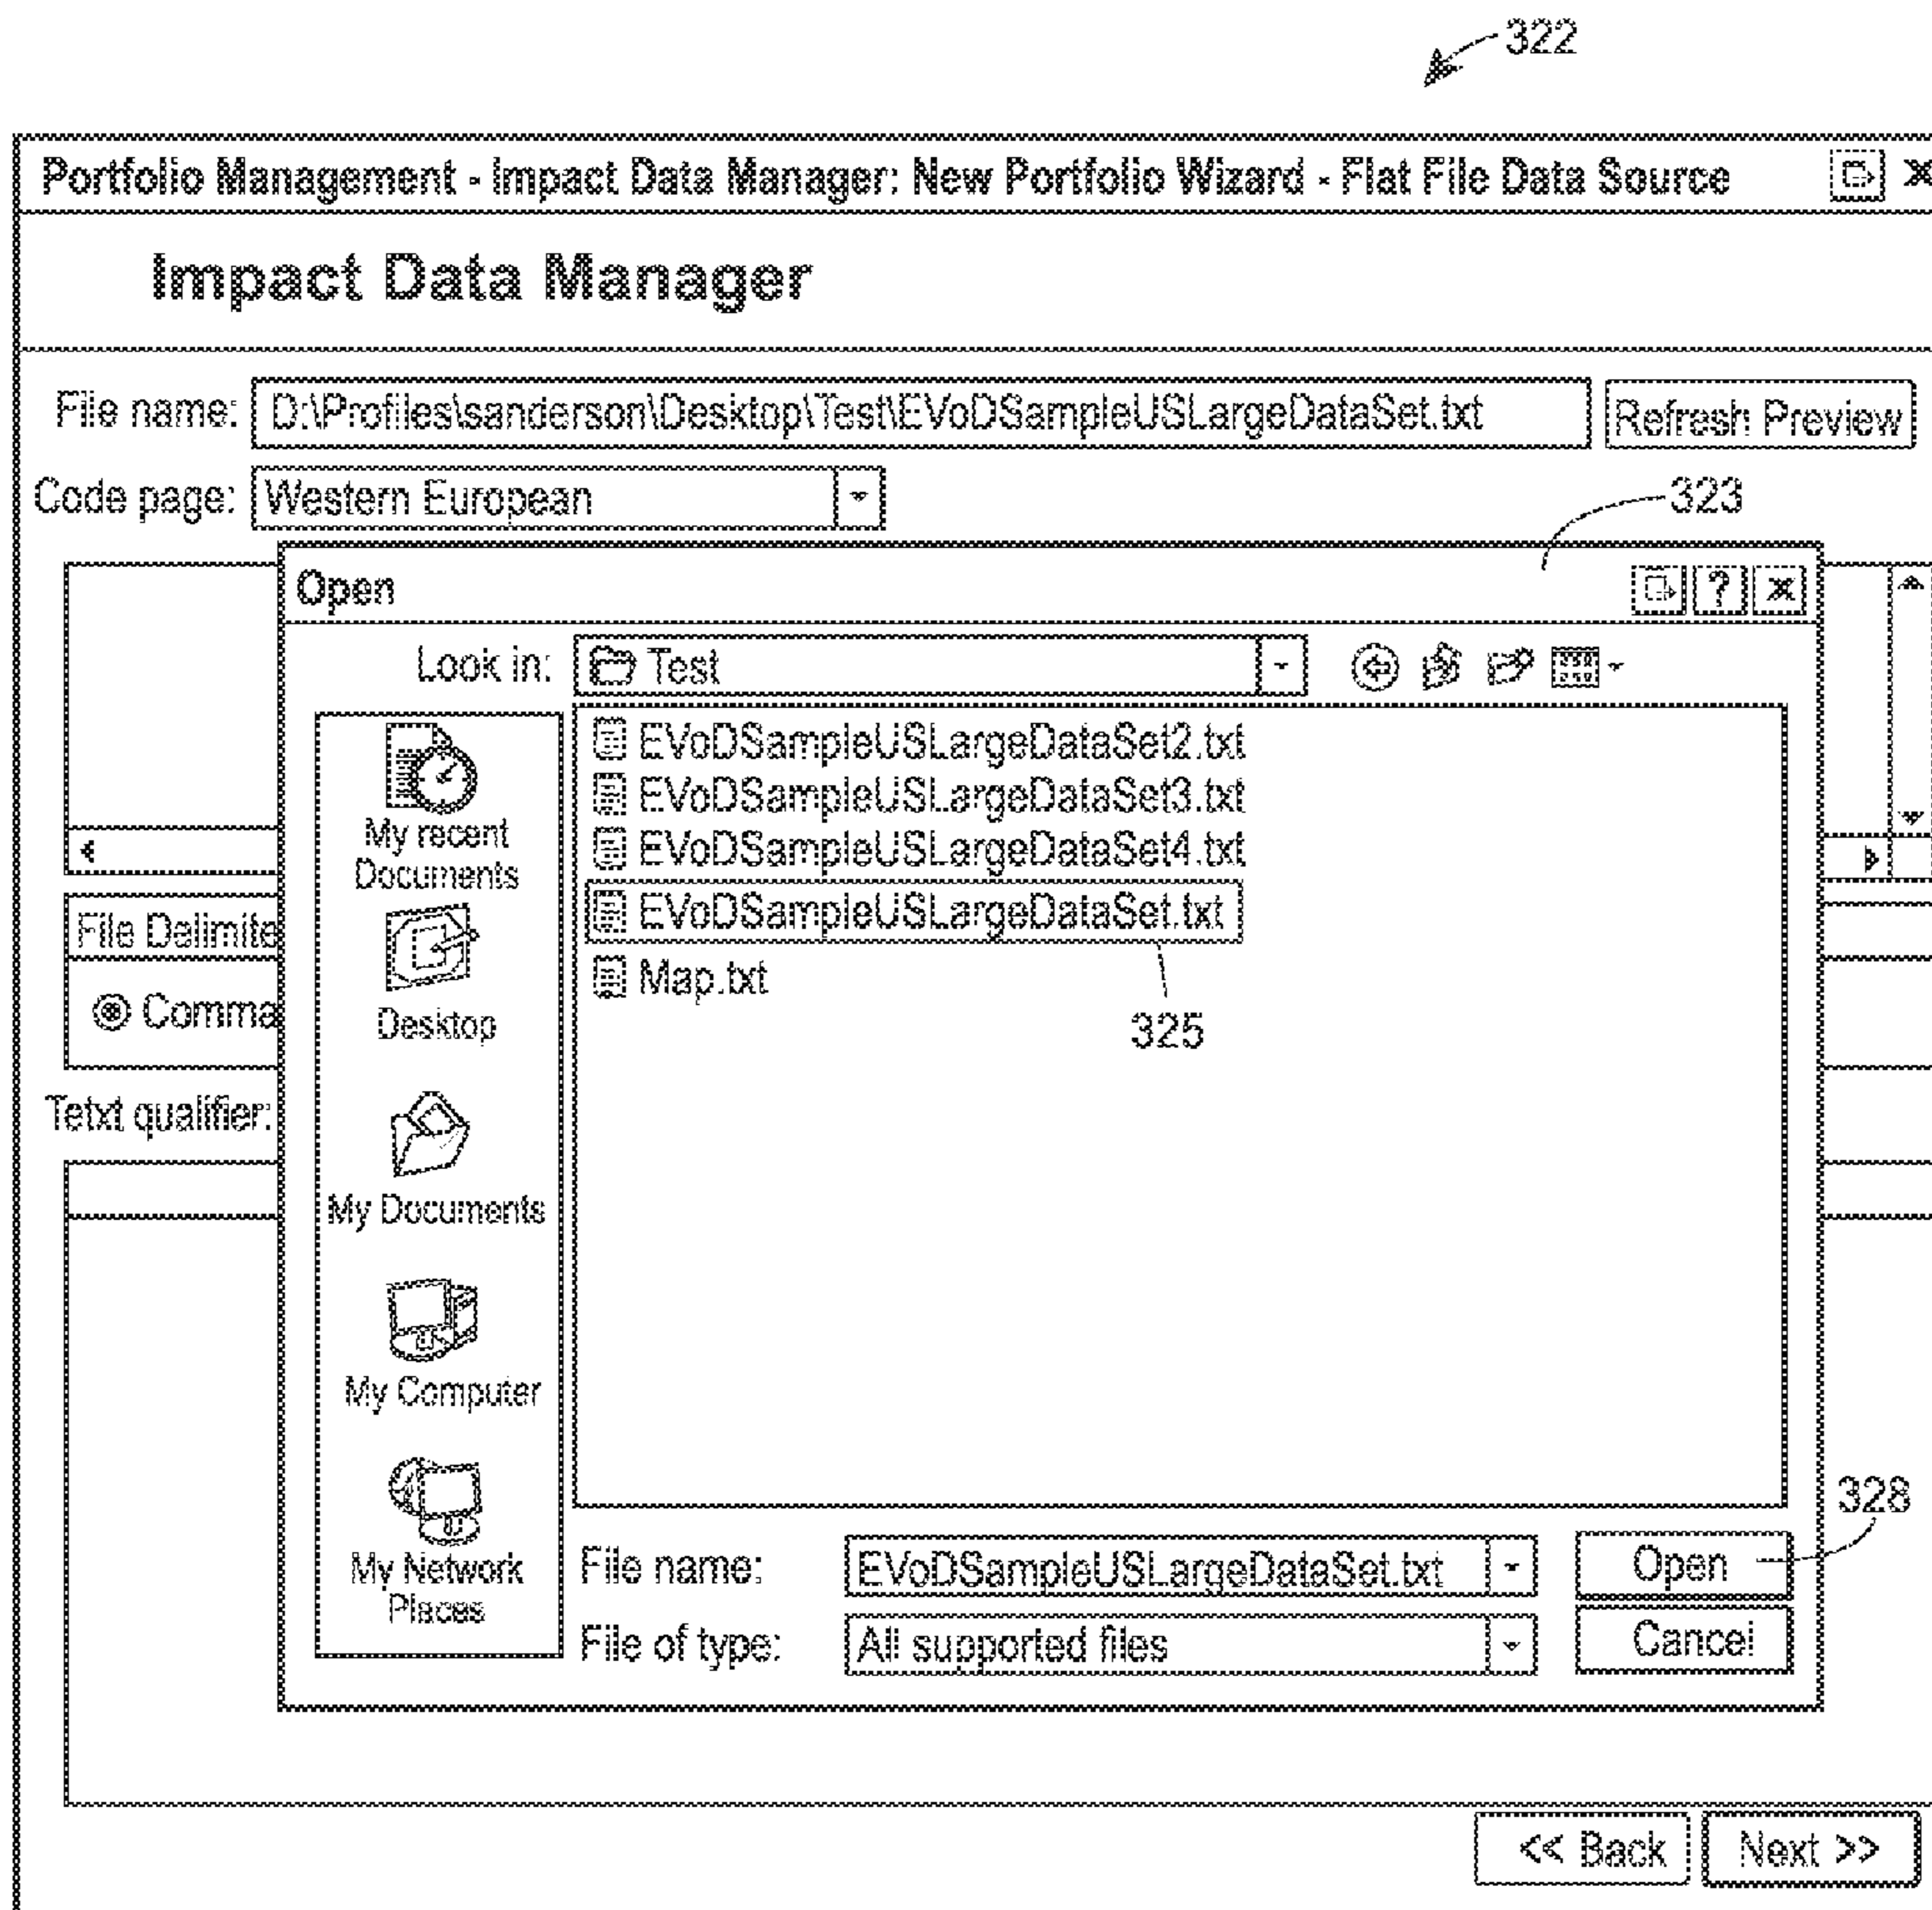 322
Portfolio Management - Impact Data Manager: New Portfolio Wizard - Flat File Data Source
Impact Data Manager
File name: D:\Profiles\sanderson\Desktop\Test\EVoDSampleUSLargeDataSet.txt Refresh Preview
Code page: Western European
323
Open ?
Look in: Test
My recent
Documents
Desktop
My Documents
My Computer
My Network
Places
EVoDSampleUSLargeDataSet2.txt
EVoDSampleUSLargeDataSet3.txt
EVoDSampleUSLargeDataSet4.txt
EVoDSampleUSLargeDataSet.txt
Map.txt
325
File Delimite
Comma
Tetxt qualifier:
328
File name: EVoDSampleUSLargeDataSet.txt Open
File of type: All supported files Cancel
<< Back Next >>